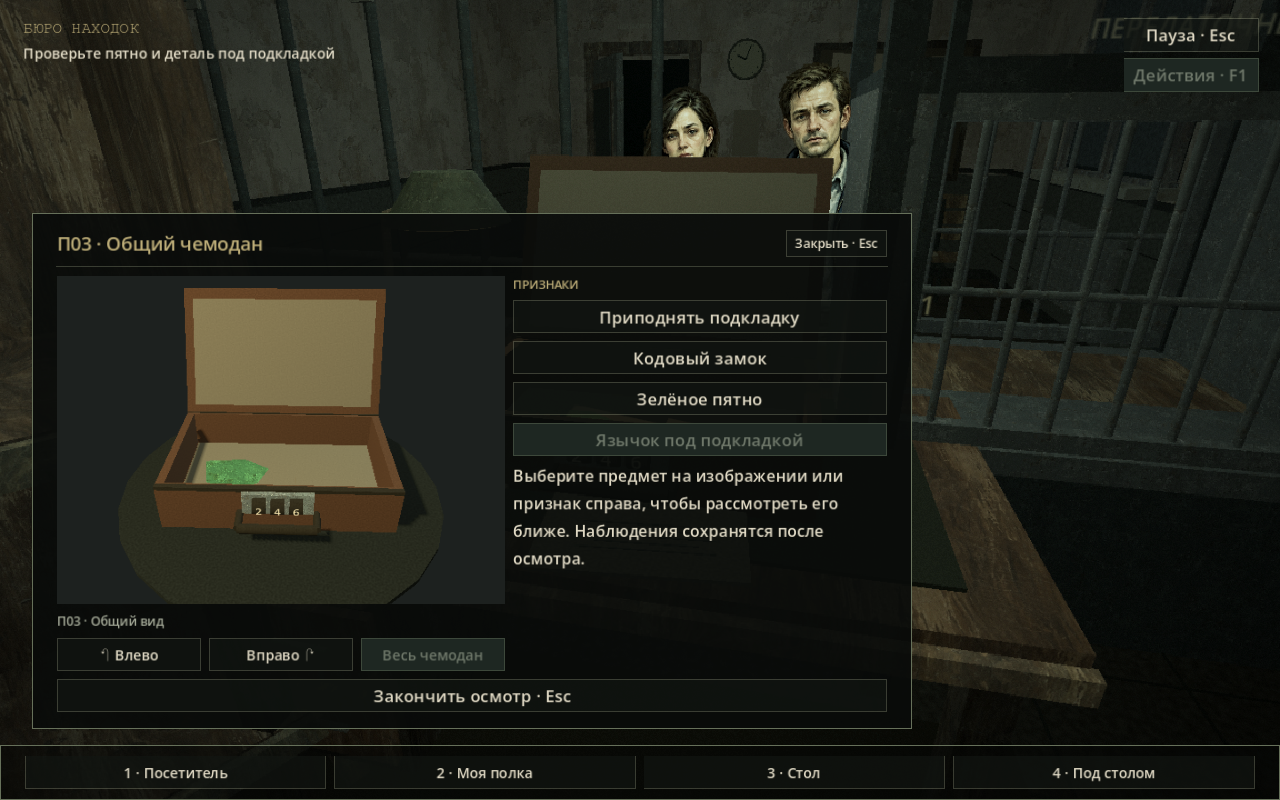 БЮРО НАХОДОК
Проверьте пятно и деталь под подкладкой
Пауза · Esc
Действия · F1
П03 · Общий чемодан
Закрыть · Esc
ПРИЗНАКИ
Приподнять подкладку
Кодовый замок
Зелёное пятно
Язычок под подкладкой
Выберите предмет на изображении или
признак справа, чтобы рассмотреть его
ближе. Наблюдения сохранятся после
осмотра.
2 4 6
1
П03 · Общий вид
Влево
Вправо
Весь чемодан
Закончить осмотр · Esc
1 · Посетитель
2 · Моя полка
3 · Стол
4 · Под столом